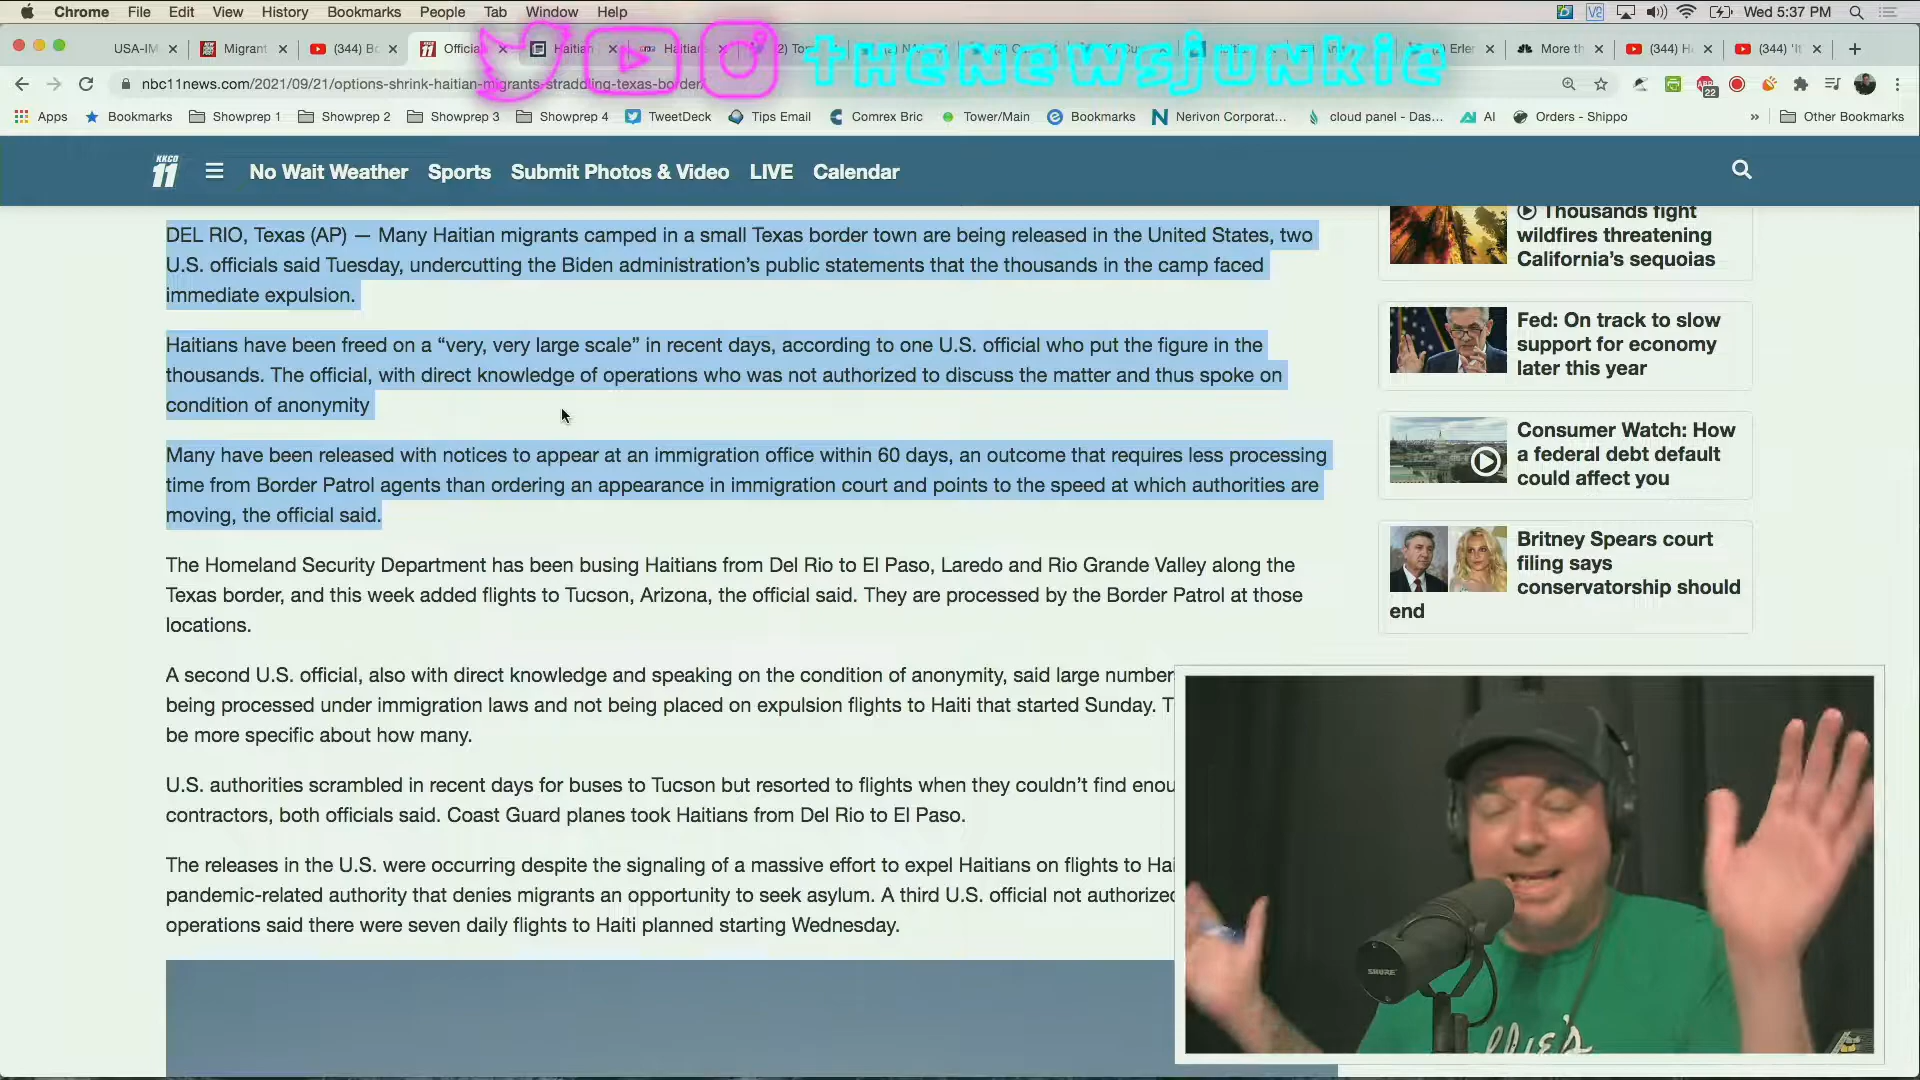 Chrome File Edit View History Bookmarks People Tab Window Help Wed 5:37 PM
USA-IM Migrant (344) Bo Officia Haitian Haitian Erler More th (344) H (344) 'It
thenewsjunkie
nbc11news.com/2021/09/21/options-shrink-haitian-migrants-straddling-texas-border/
22
Apps Bookmarks Showprep 1 Showprep 2 Showprep 3 Showprep 4 TweetDeck Tips Email Comrex Bric Tower/Main Bookmarks Nerivon Corporat... cloud panel - Das... AI Orders - Shippo » Other Bookmarks
KKCO
11
No Wait Weather Sports Submit Photos & Video LIVE Calendar
DEL RIO, Texas (AP) — Many Haitian migrants camped in a small Texas border town are being released in the United States, two
U.S. officials said Tuesday, undercutting the Biden administration's public statements that the thousands in the camp faced
immediate expulsion.
Haitians have been freed on a “very, very large scale” in recent days, according to one U.S. official who put the figure in the
thousands. The official, with direct knowledge of operations who was not authorized to discuss the matter and thus spoke on
condition of anonymity
Many have been released with notices to appear at an immigration office within 60 days, an outcome that requires less processing
time from Border Patrol agents than ordering an appearance in immigration court and points to the speed at which authorities are
moving, the official said.
The Homeland Security Department has been busing Haitians from Del Rio to El Paso, Laredo and Rio Grande Valley along the
Texas border, and this week added flights to Tucson, Arizona, the official said. They are processed by the Border Patrol at those
locations.
A second U.S. official, also with direct knowledge and speaking on the condition of anonymity, said large number
being processed under immigration laws and not being placed on expulsion flights to Haiti that started Sunday. T
be more specific about how many.
U.S. authorities scrambled in recent days for buses to Tucson but resorted to flights when they couldn't find enou
contractors, both officials said. Coast Guard planes took Haitians from Del Rio to El Paso.
The releases in the U.S. were occurring despite the signaling of a massive effort to expel Haitians on flights to Hai
pandemic-related authority that denies migrants an opportunity to seek asylum. A third U.S. official not authorized
operations said there were seven daily flights to Haiti planned starting Wednesday.
Thousands fight
wildfires threatening
California's sequoias
Fed: On track to slow
support for economy
later this year
Consumer Watch: How
a federal debt default
could affect you
Britney Spears court
filing says
conservatorship should
end
SHURE